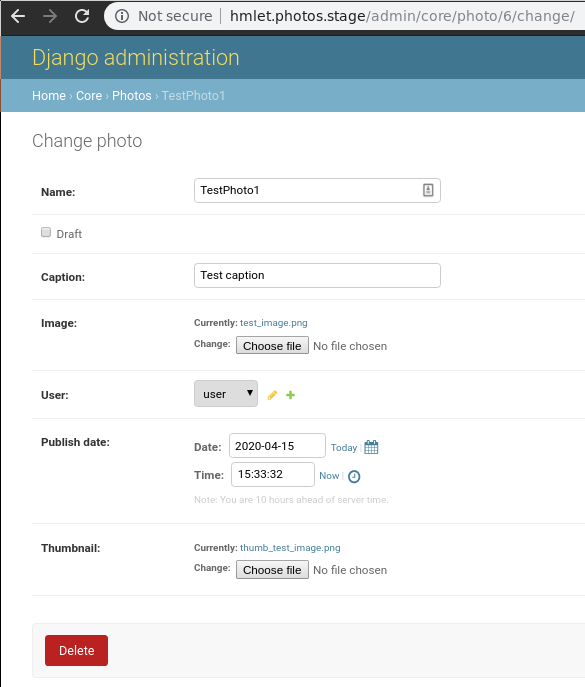 Not secure | hmlet.photos.stage/admin/core/photo/6/change/
Django administration
Home › Core › Photos › TestPhoto1
Change photo
Name: TestPhoto1
Draft
Caption: Test caption
Image: Currently: test_image.png
Change: Choose file No file chosen
User: user
Publish date: Date: 2020-04-15 Today |
Time: 15:33:32 Now |
Note: You are 10 hours ahead of server time.
Thumbnail: Currently: thumb_test_image.png
Change: Choose file No file chosen
Delete